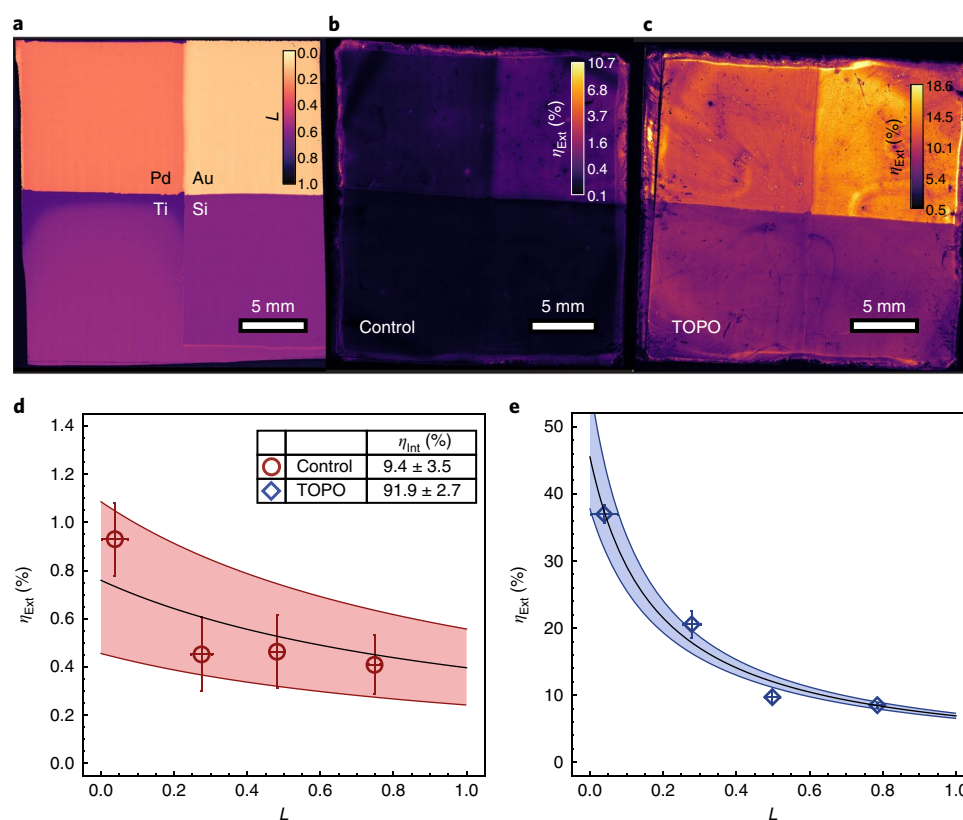 a
0.0
0.2
0.4
0.6
0.8
1.0
L
Pd Au
Ti Si
5 mm
b
10.7
6.8
3.7
1.6
0.4
0.1
ηExt (%)
Control
5 mm
c
18.6
14.5
10.1
5.4
0.5
ηExt (%)
TOPO
5 mm
d
1.4
1.2
1.0
0.8
0.6
0.4
0.2
0.0
ηExt (%)
ηInt (%)
Control 9.4 ± 3.5
TOPO 91.9 ± 2.7
0.0 0.2 0.4 0.6 0.8 1.0
L
e
50
40
30
20
10
0
ηExt (%)
0.0 0.2 0.4 0.6 0.8 1.0
L